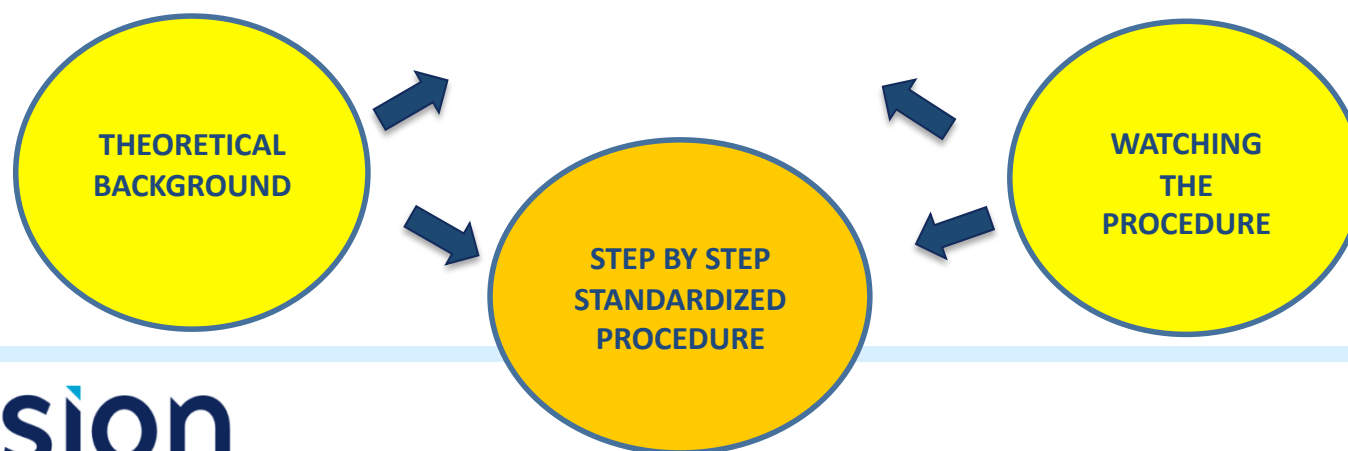 THEORETICAL
BACKGROUND
WATCHING
THE
PROCEDURE
STEP BY STEP
STANDARDIZED
PROCEDURE
sion